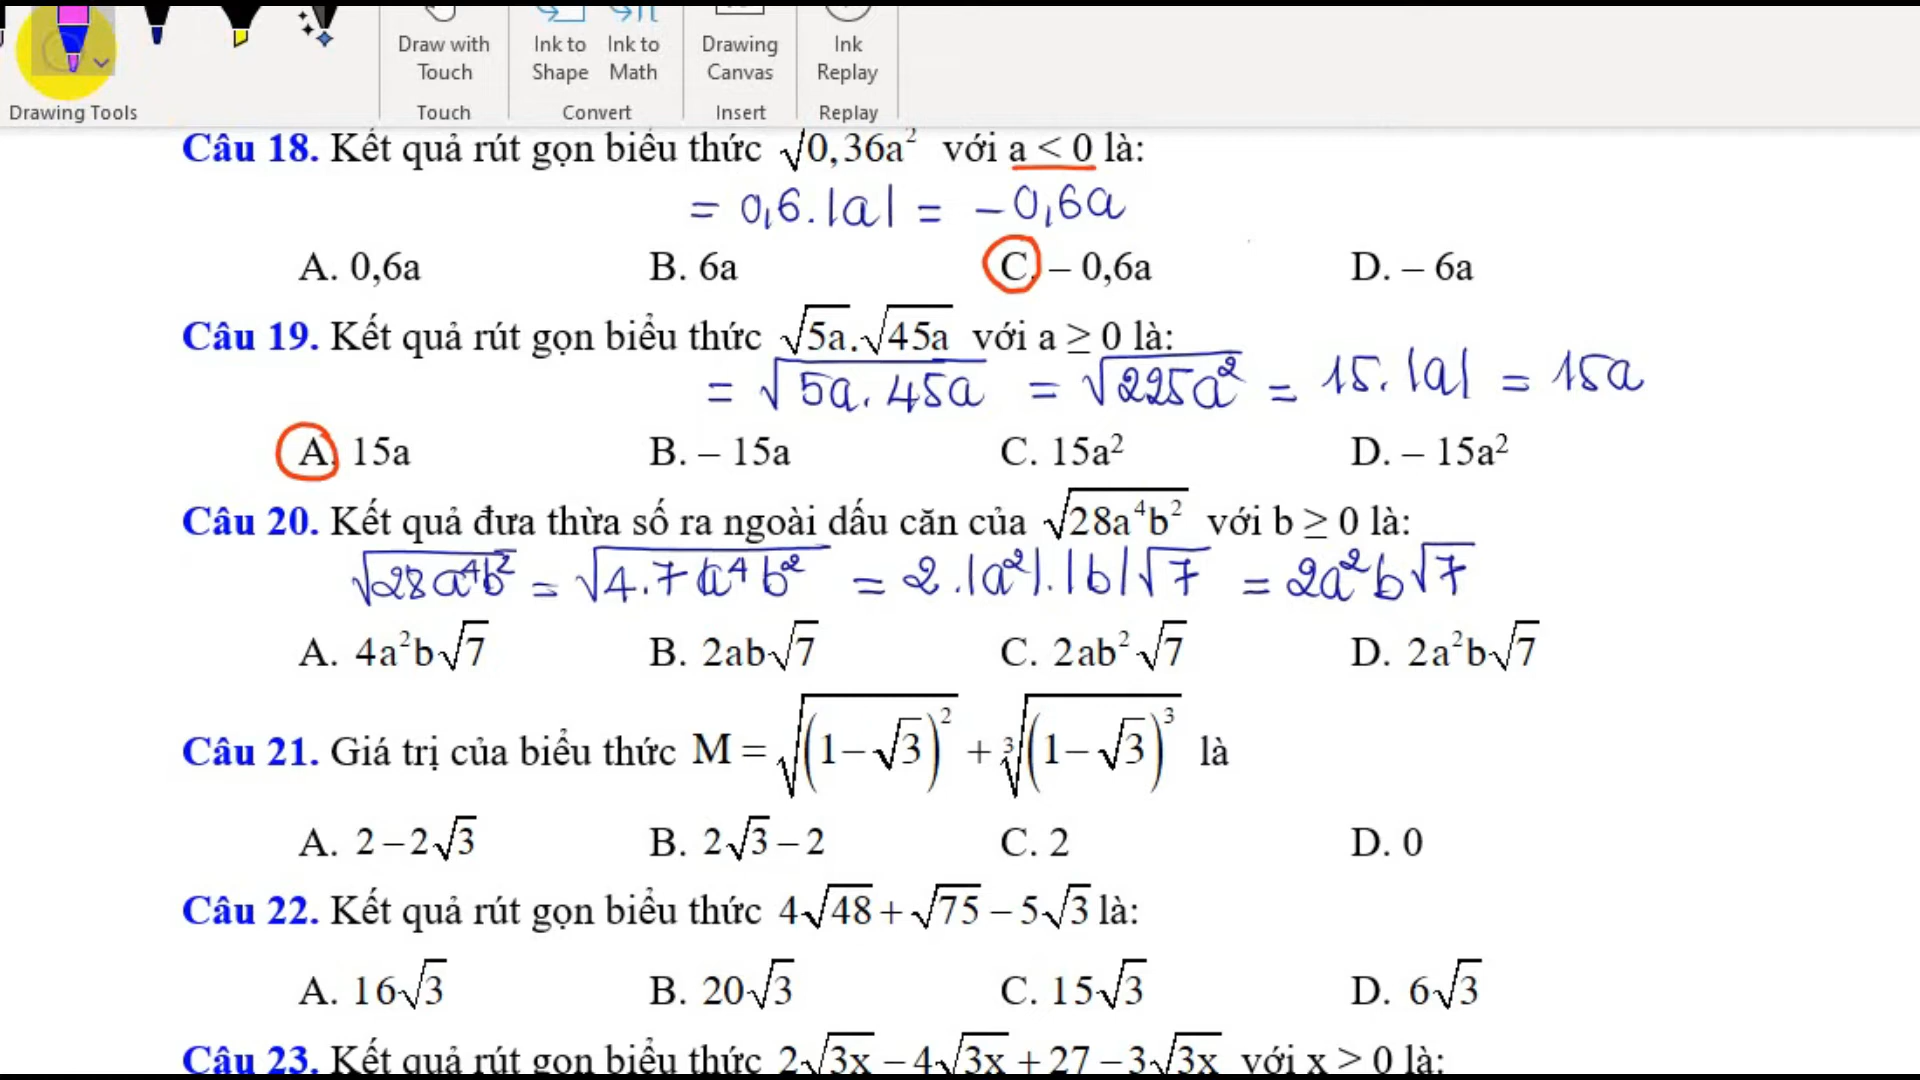 Draw with Ink to Ink to Drawing Ink
Touch Shape Math Canvas Replay
Drawing Tools Touch Convert Insert Replay
Câu 18. Kết quả rút gọn biểu thức √0,36a² với a < 0 là:
= 0,6.|a| = −0,6a
A. 0,6a B. 6a C. – 0,6a D. – 6a
Câu 19. Kết quả rút gọn biểu thức √5a.√45a với a ≥ 0 là:
= √5a.45a = √225a² = 15.|a| = 15a
A. 15a B. – 15a C. 15a² D. – 15a²
Câu 20. Kết quả đưa thừa số ra ngoài dấu căn của √28a⁴b² với b ≥ 0 là:
√28a⁴b² = √4.7a⁴b² = 2.|a²|.|b|√7 = 2a²b√7
A. 4a²b√7 B. 2ab√7 C. 2ab²√7 D. 2a²b√7
Câu 21. Giá trị của biểu thức M = √(1−√3)² + ∛(1−√3)³ là
A. 2−2√3 B. 2√3−2 C. 2 D. 0
Câu 22. Kết quả rút gọn biểu thức 4√48 + √75 − 5√3 là:
A. 16√3 B. 20√3 C. 15√3 D. 6√3
Câu 23. Kết quả rút gọn biểu thức 2√3x − 4√3x + 27 − 3√3x với x > 0 là: